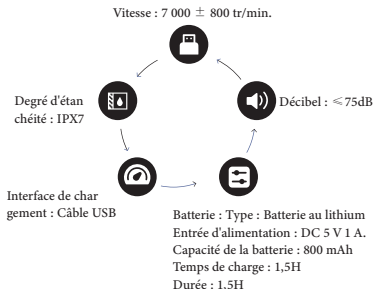 Vitesse : 7 000 ± 800 tr/min.
Degré d'étan
chéité : IPX7
Décibel : ≤75dB
Interface de char
gement : Câble USB
Batterie : Type : Batterie au lithium
Entrée d'alimentation : DC 5 V 1 A.
Capacité de la batterie : 800 mAh
Temps de charge : 1,5H
Durée : 1,5H